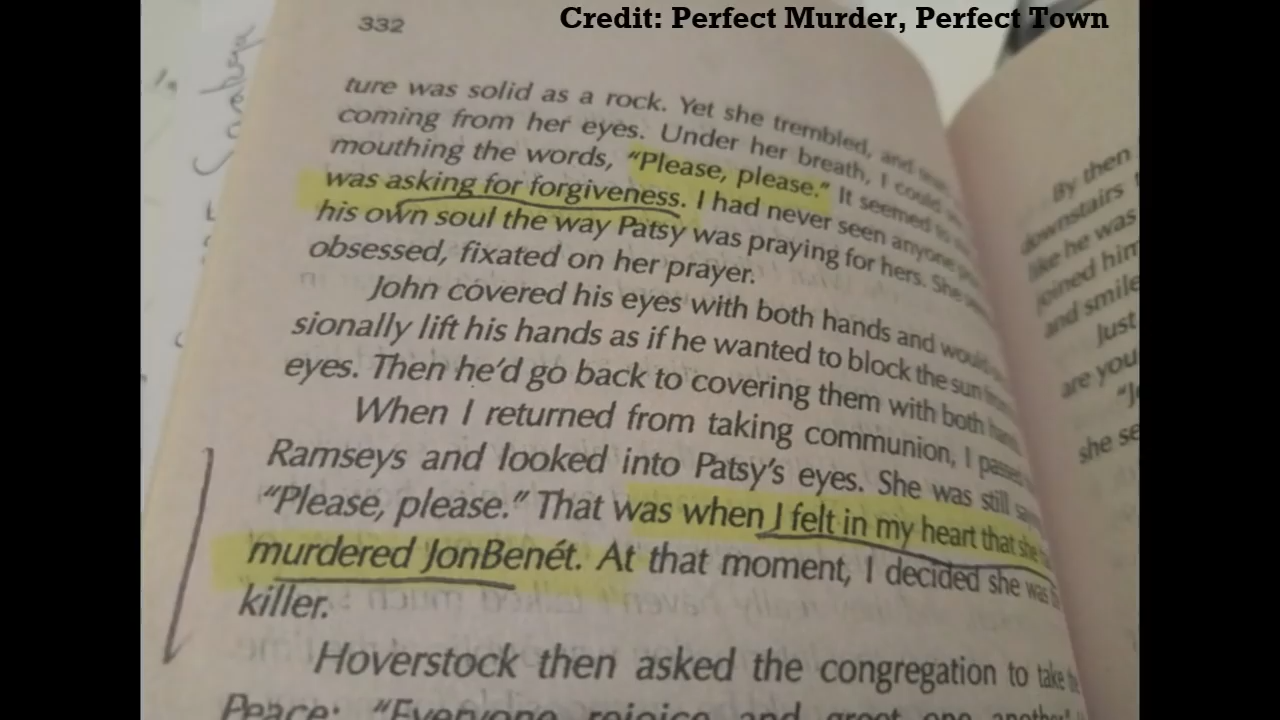 Credit: Perfect Murder, Perfect Town
332
ture was solid as a rock. Yet she trembled, and
coming from her eyes. Under her breath, I could
mouthing the words, "Please, please." It seemed
was asking for forgiveness. I had never seen anyone
his own soul the way Patsy was praying for hers. She
obsessed, fixated on her prayer.
John covered his eyes with both hands and would
sionally lift his hands as if he wanted to block the sun
eyes. Then he'd go back to covering them with both
When I returned from taking communion, I
Ramseys and looked into Patsy's eyes. She was still
"Please, please." That was when I felt in my heart that she
murdered JonBenét. At that moment, I decided she was
killer.
Hoverstock then asked the congregation to take
Peace: "Everyone rejoice and greet one another
By then
downstairs
like he was
joined him
and smile
Just
are you
she se